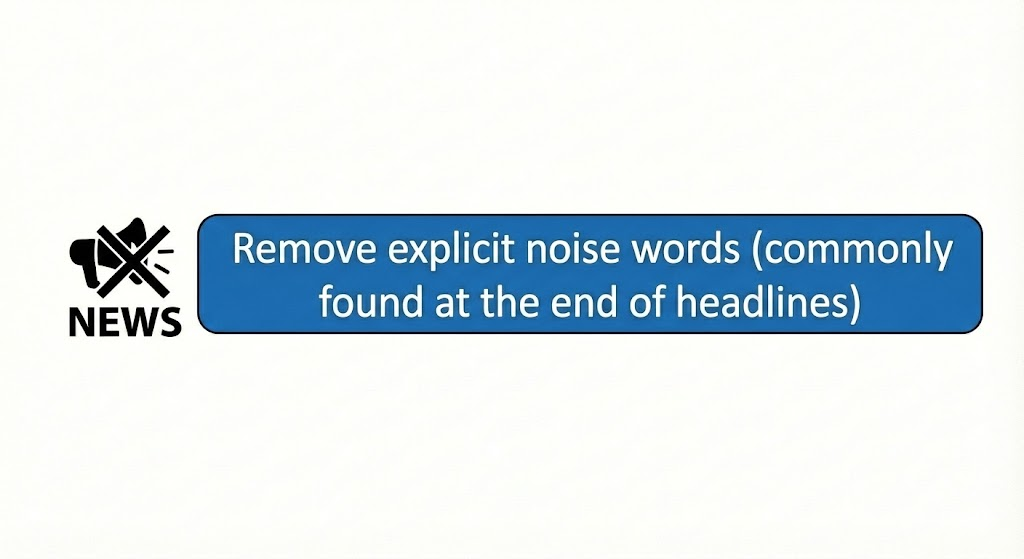 NEWS
Remove explicit noise words (commonly
found at the end of headlines)